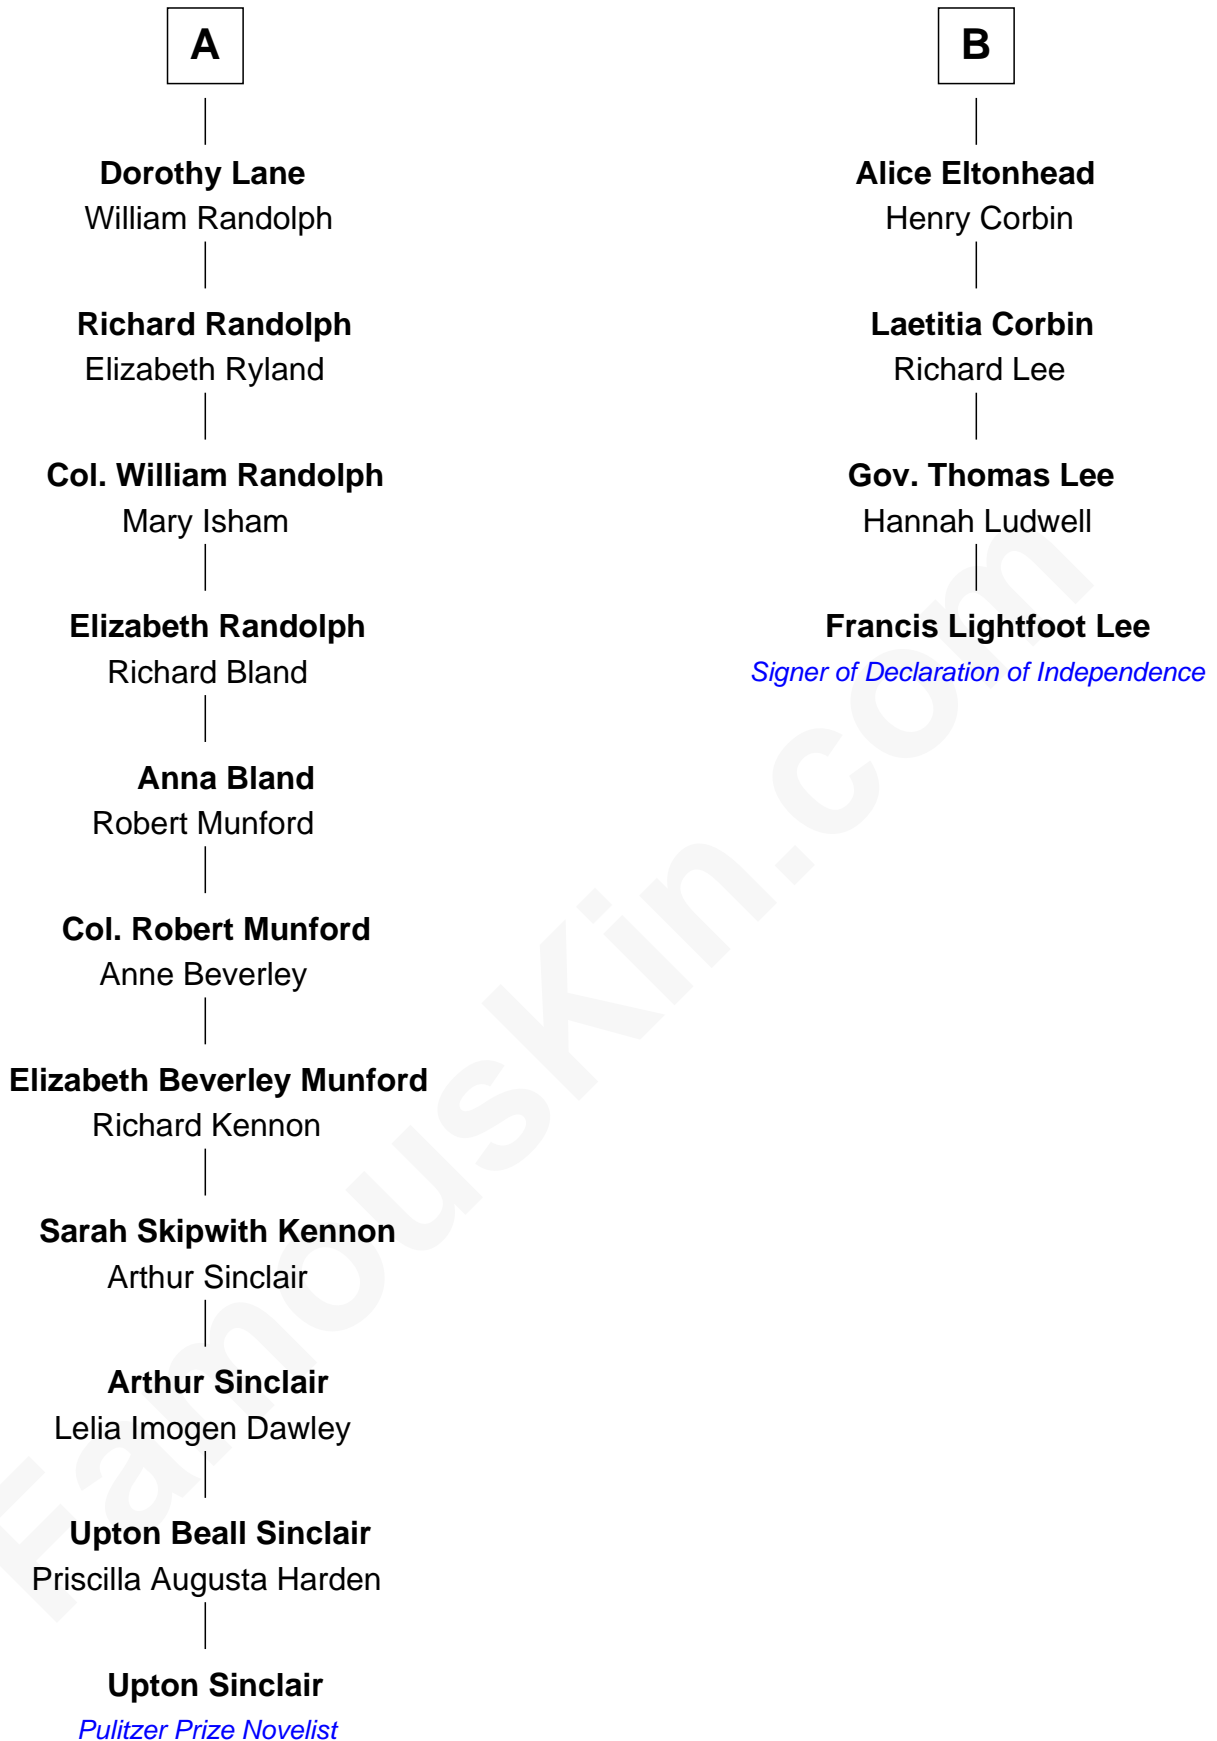 A
Dorothy Lane
William Randolph
Richard Randolph
Elizabeth Ryland
Col. William Randolph
Mary Isham
Elizabeth Randolph
Richard Bland
Anna Bland
Robert Munford
Col. Robert Munford
Anne Beverley
Elizabeth Beverley Munford
Richard Kennon
Sarah Skipwith Kennon
Arthur Sinclair
Arthur Sinclair
Lelia Imogen Dawley
Upton Beall Sinclair
Priscilla Augusta Harden
Upton Sinclair
Pulitzer Prize Novelist
B
Alice Eltonhead
Henry Corbin
Laetitia Corbin
Richard Lee
Gov. Thomas Lee
Hannah Ludwell
Francis Lightfoot Lee
Signer of Declaration of Independence
FamousKin.com